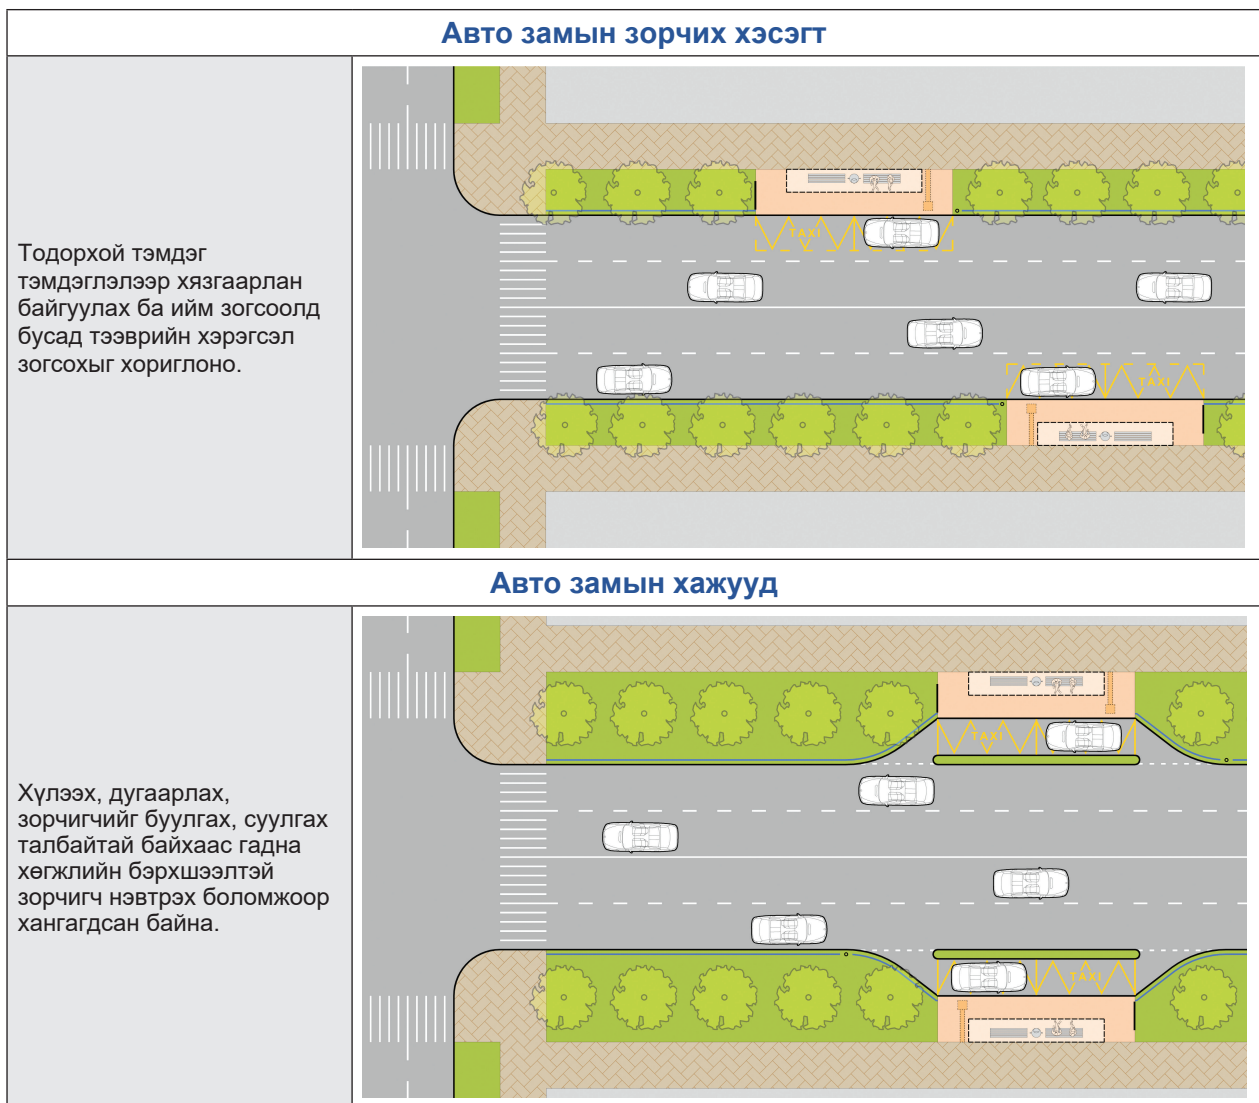 Авто замын зорчих хэсэгт
Тодорхой тэмдэг
тэмдэглэлээр хязгаарлан
байгуулах ба ийм зогсоолд
бусад тээврийн хэрэгсэл
зогсохыг хориглоно.
TAXI
TAXI
Авто замын хажууд
Хүлээх, дугаарлах,
зорчигчийг буулгах, суулгах
талбайтай байхаас гадна
хөгжлийн бэрхшээлтэй
зорчигч нэвтрэх боломжоор
хангагдсан байна.
TAXI
TAXI